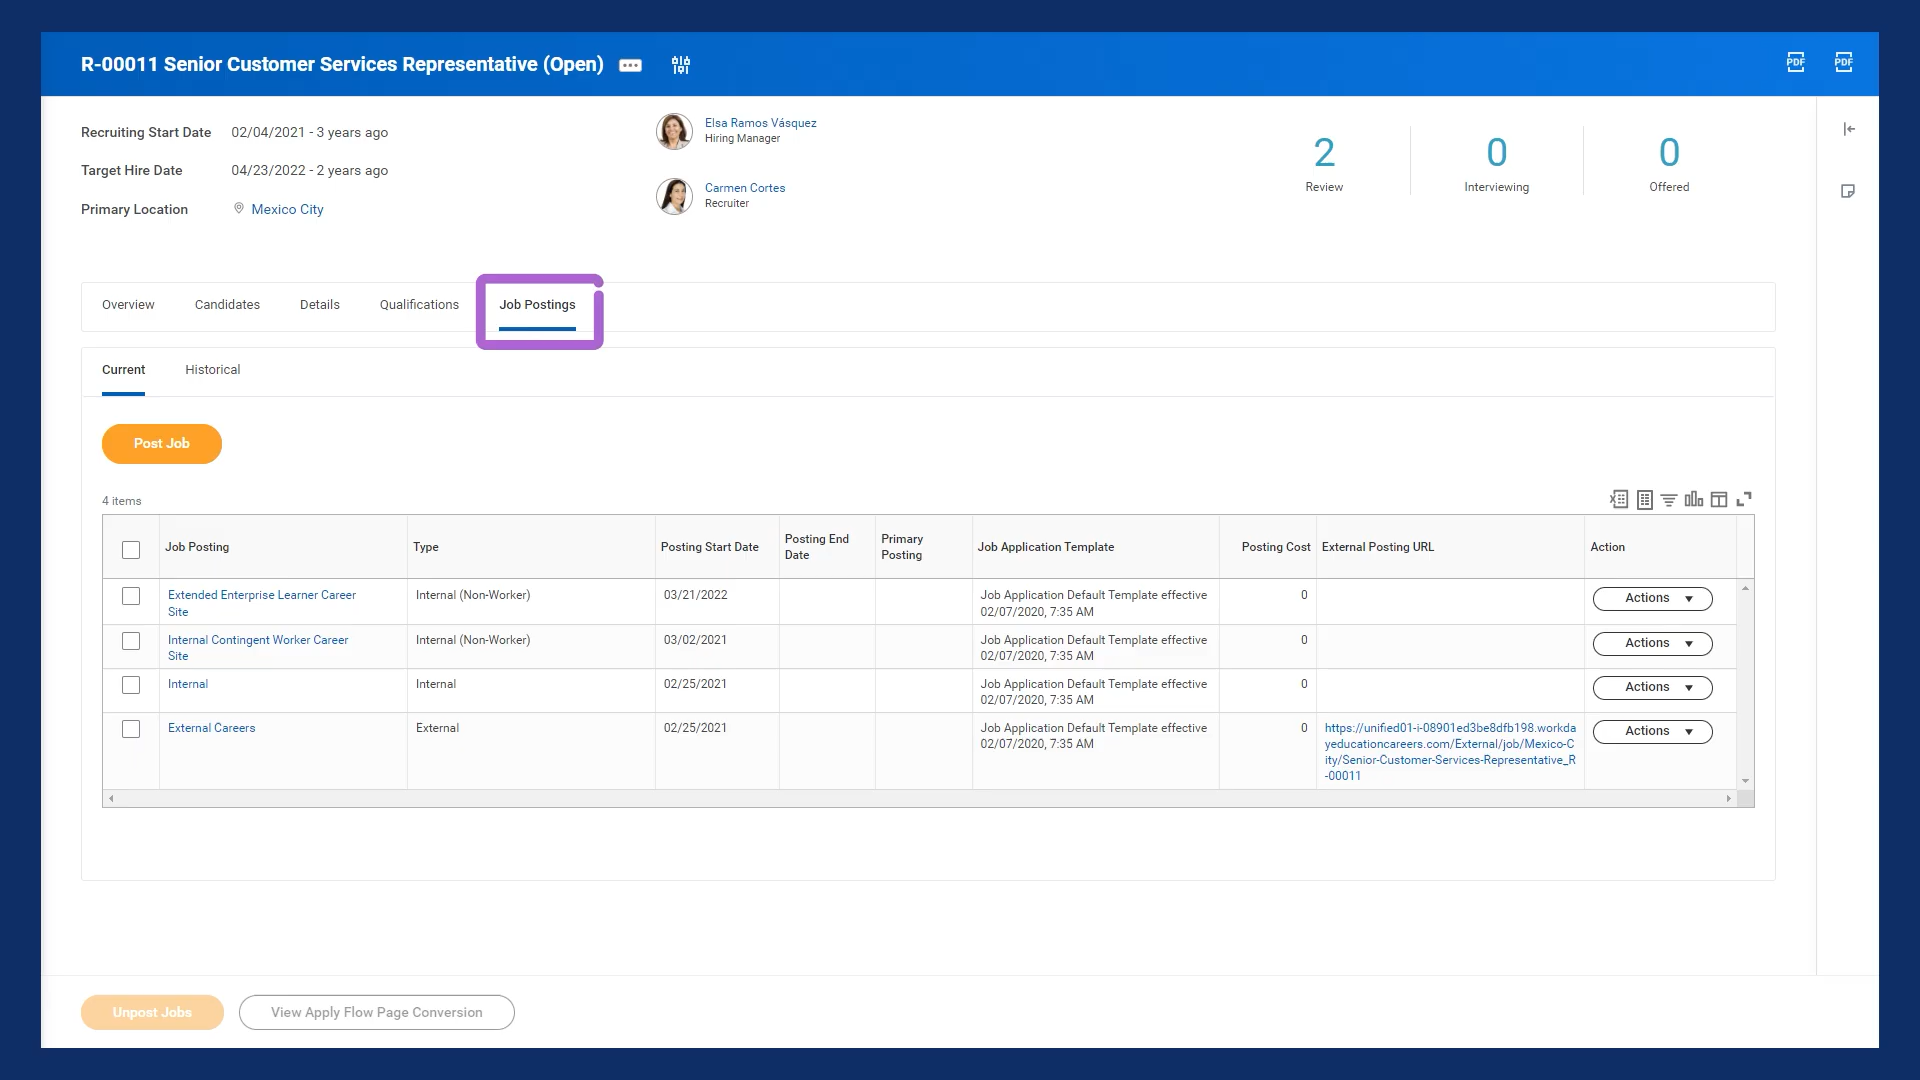 R-00011 Senior Customer Services Representative (Open)
PDF
PDF
Recruiting Start Date 02/04/2021 - 3 years ago
Target Hire Date 04/23/2022 - 2 years ago
Primary Location Mexico City
Elsa Ramos Vásquez
Hiring Manager
Carmen Cortes
Recruiter
2
Review
0
Interviewing
0
Offered
Overview Candidates Details Qualifications Job Postings
Current Historical
Post Job
4 items
Job Posting Type Posting Start Date Posting End Date Primary Posting Job Application Template Posting Cost External Posting URL Action
Extended Enterprise Learner Career Internal (Non-Worker) 03/21/2022 Job Application Default Template effective 0 Actions
Site 02/07/2020, 7:35 AM
Internal Contingent Worker Career Internal (Non-Worker) 03/02/2021 Job Application Default Template effective 0 Actions
Site 02/07/2020, 7:35 AM
Internal Internal 02/25/2021 Job Application Default Template effective 0 Actions
02/07/2020, 7:35 AM
External Careers External 02/25/2021 Job Application Default Template effective 0 https://unified01-i-08901ed3be8dfb198.workda Actions
02/07/2020, 7:35 AM yeducationcareers.com/External/job/Mexico-C
ity/Senior-Customer-Services-Representative_R
-00011
Unpost Jobs View Apply Flow Page Conversion